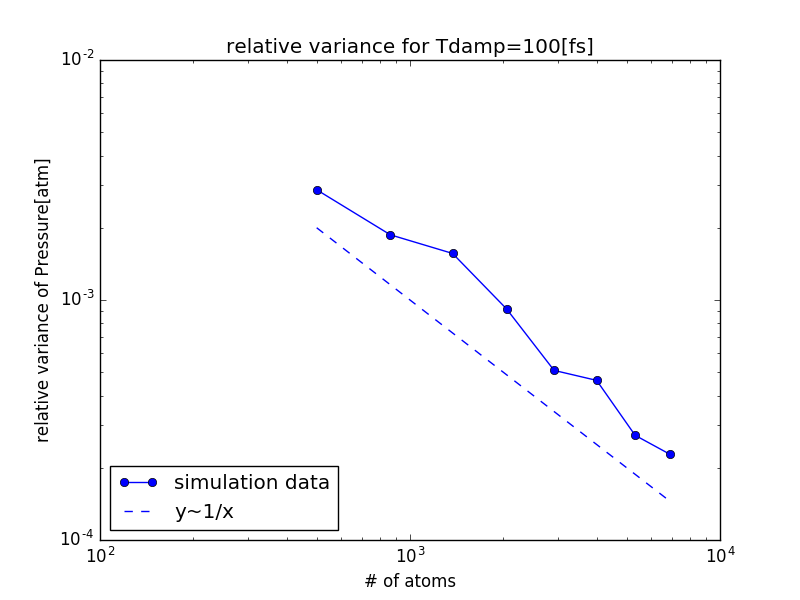 relative variance for Tdamp=100[fs]
relative variance of Pressure[atm]
10^-2
10^-3
10^-4
simulation data
y~1/x
10^2 10^3 10^4
# of atoms